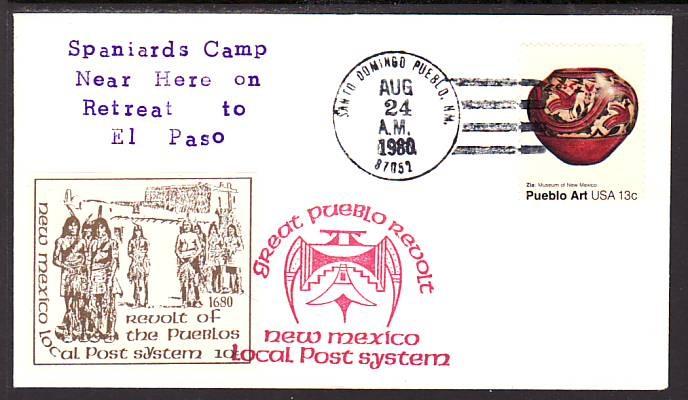 Spaniards Camp
Near Here on
Retreat to
El Paso
SANTO DOMINGO PUEBLO, N.M.
AUG
24
A.M.
1980
87052
Zia: Museum of New Mexico
Pueblo Art USA 13c
new mexico local Post system 10
1680
Revolt of
the Pueblos
Great Pueblo Revolt
new mexico
local Post system